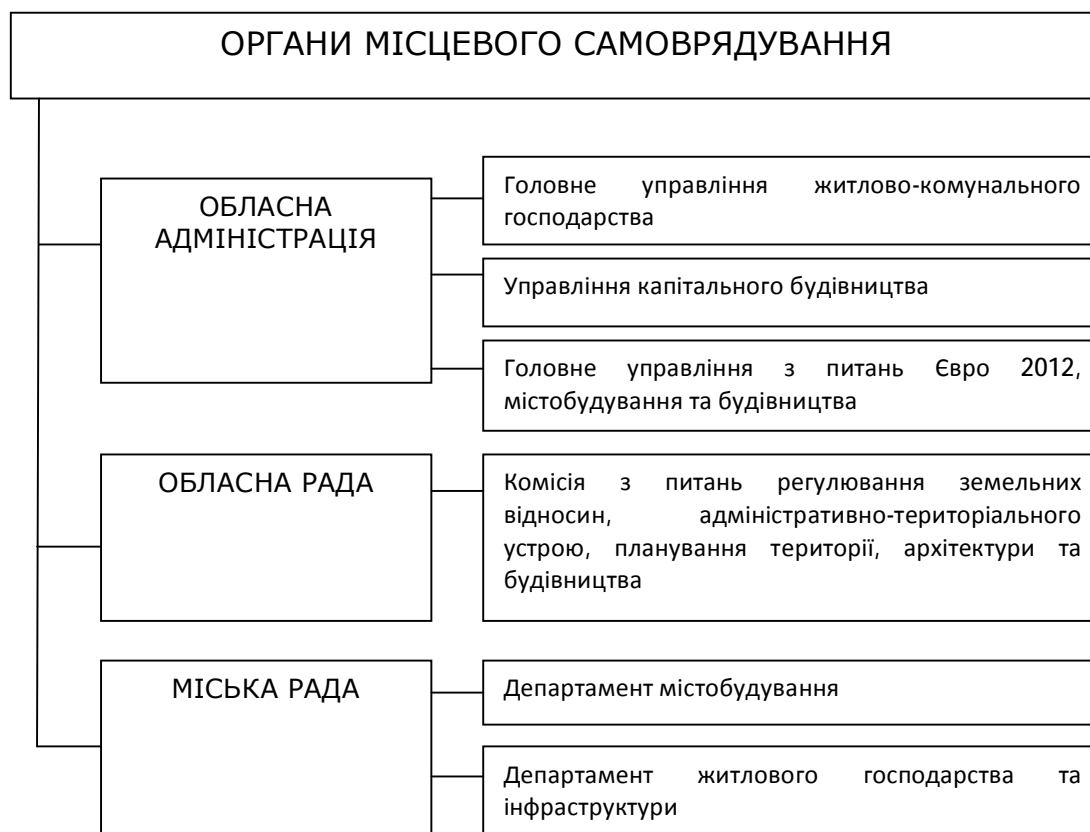 ОРГАНИ МІСЦЕВОГО САМОВРЯДУВАННЯ
ОБЛАСНА
АДМІНІСТРАЦІЯ
Головне управління житлово-комунального
господарства
Управління капітального будівництва
Головне управління з питань Євро 2012,
містобудування та будівництва
ОБЛАСНА РАДА
Комісія з питань регулювання земельних
відносин, адміністративно-територіального
устрою, планування території, архітектури та
будівництва
МІСЬКА РАДА
Департамент містобудування
Департамент житлового господарства та
інфраструктури